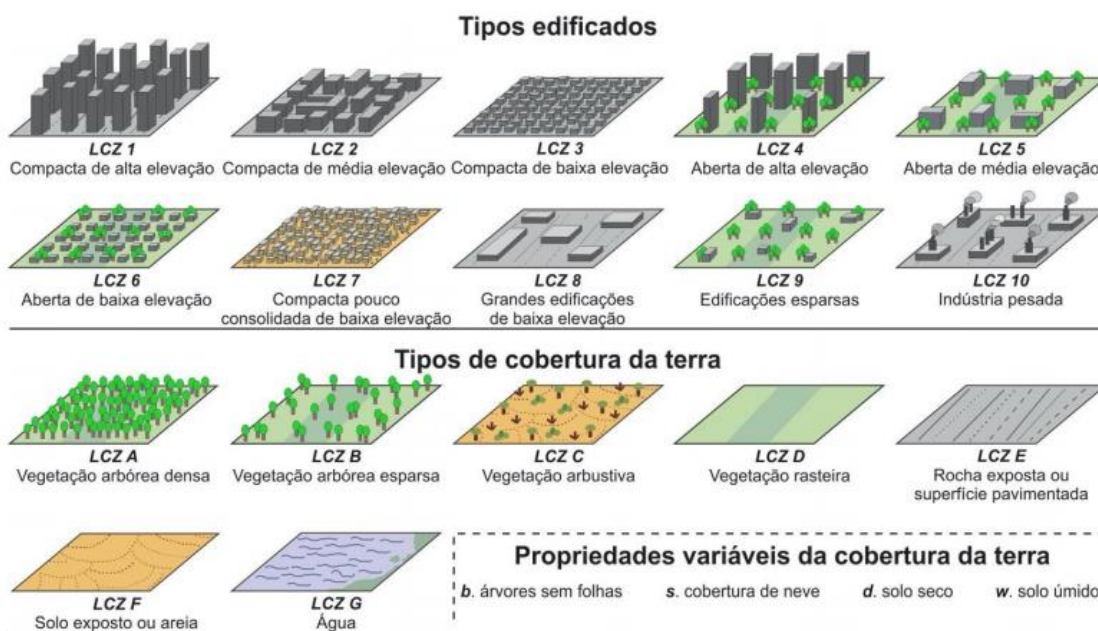 Tipos edificados
LCZ 1
Compacta de alta elevação
LCZ 2
Compacta de média elevação
LCZ 3
Compacta de baixa elevação
LCZ 4
Aberta de alta elevação
LCZ 5
Aberta de média elevação
LCZ 6
Aberta de baixa elevação
LCZ 7
Compacta pouco
consolidada de baixa elevação
LCZ 8
Grandes edificações
de baixa elevação
LCZ 9
Edificações esparsas
LCZ 10
Indústria pesada
Tipos de cobertura da terra
LCZ A
Vegetação arbórea densa
LCZ B
Vegetação arbórea esparsa
LCZ C
Vegetação arbustiva
LCZ D
Vegetação rasteira
LCZ E
Rocha exposta ou
superfície pavimentada
LCZ F
Solo exposto ou areia
LCZ G
Água
Propriedades variáveis da cobertura da terra
b. árvores sem folhas s. cobertura de neve d. solo seco w. solo úmido